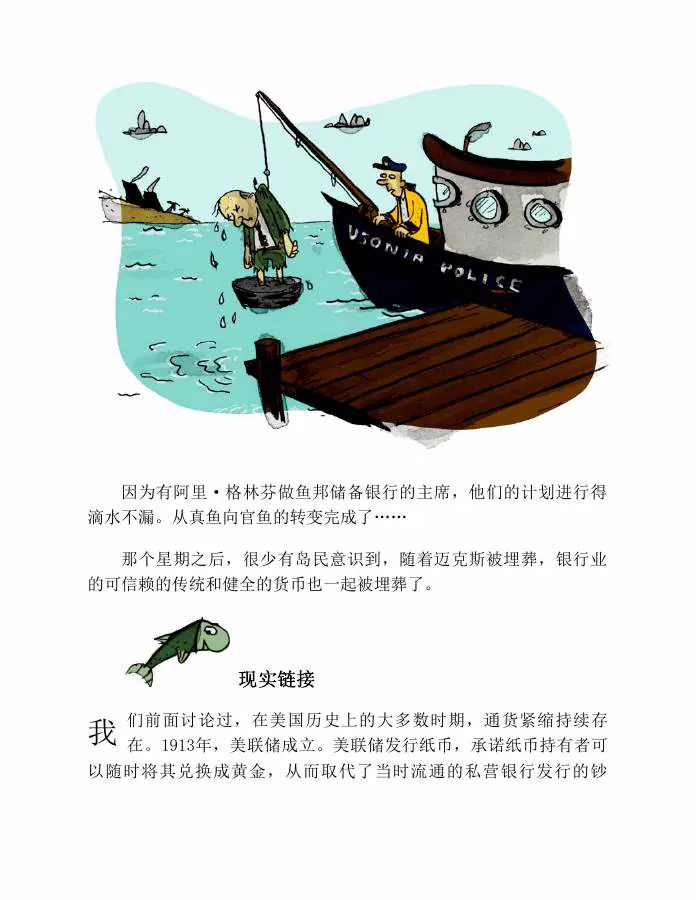 USONIA POLICE
因为有阿里·格林芬做鱼邦储备银行的主席，他们的计划进行得
滴水不漏。从真鱼向官鱼的转变完成了……
那个星期之后，很少有岛民意识到，随着迈克斯被埋葬，银行业
的可信赖的传统和健全的货币也一起被埋葬了。
现实链接
我们前面讨论过，在美国历史上的大多数时期，通货紧缩持续存
在。1913年，美联储成立。美联储发行纸币，承诺纸币持有者可
以随时将其兑换成黄金，从而取代了当时流通的私营银行发行的钞